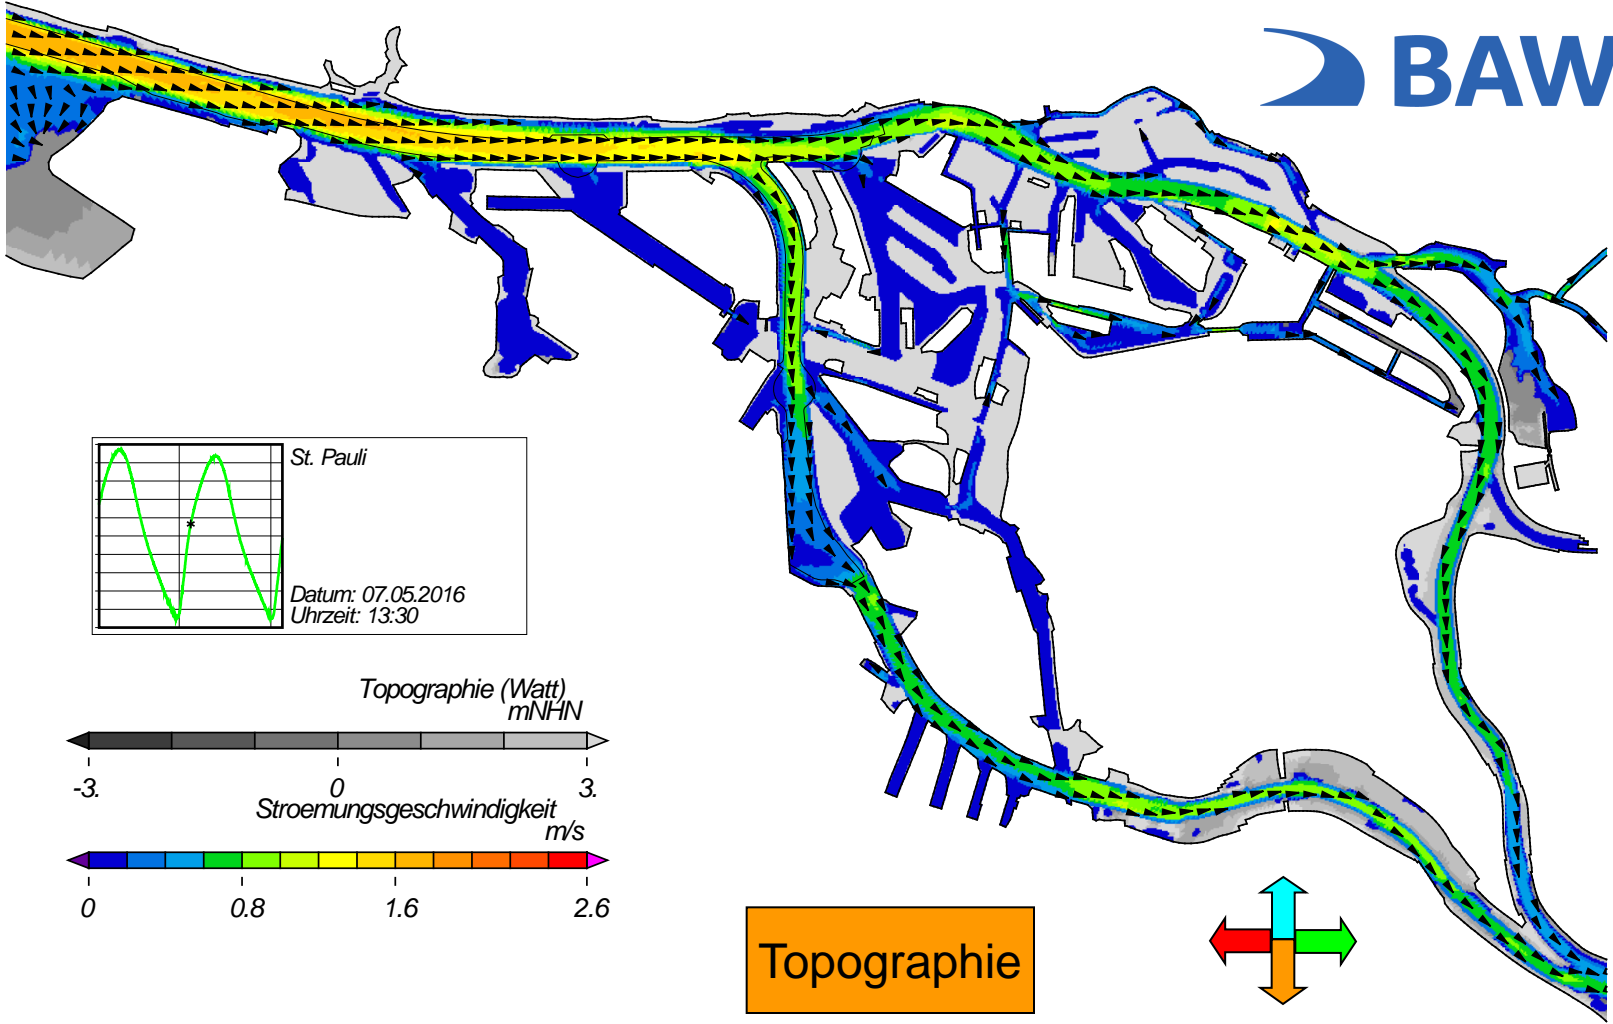 BAW
St. Pauli
Datum: 07.05.2016
Uhrzeit: 13:30
Topographie (Watt)
mNHN
-3. 0 3.
Stroemungsgeschwindigkeit
m/s
0 0.8 1.6 2.6
Topographie